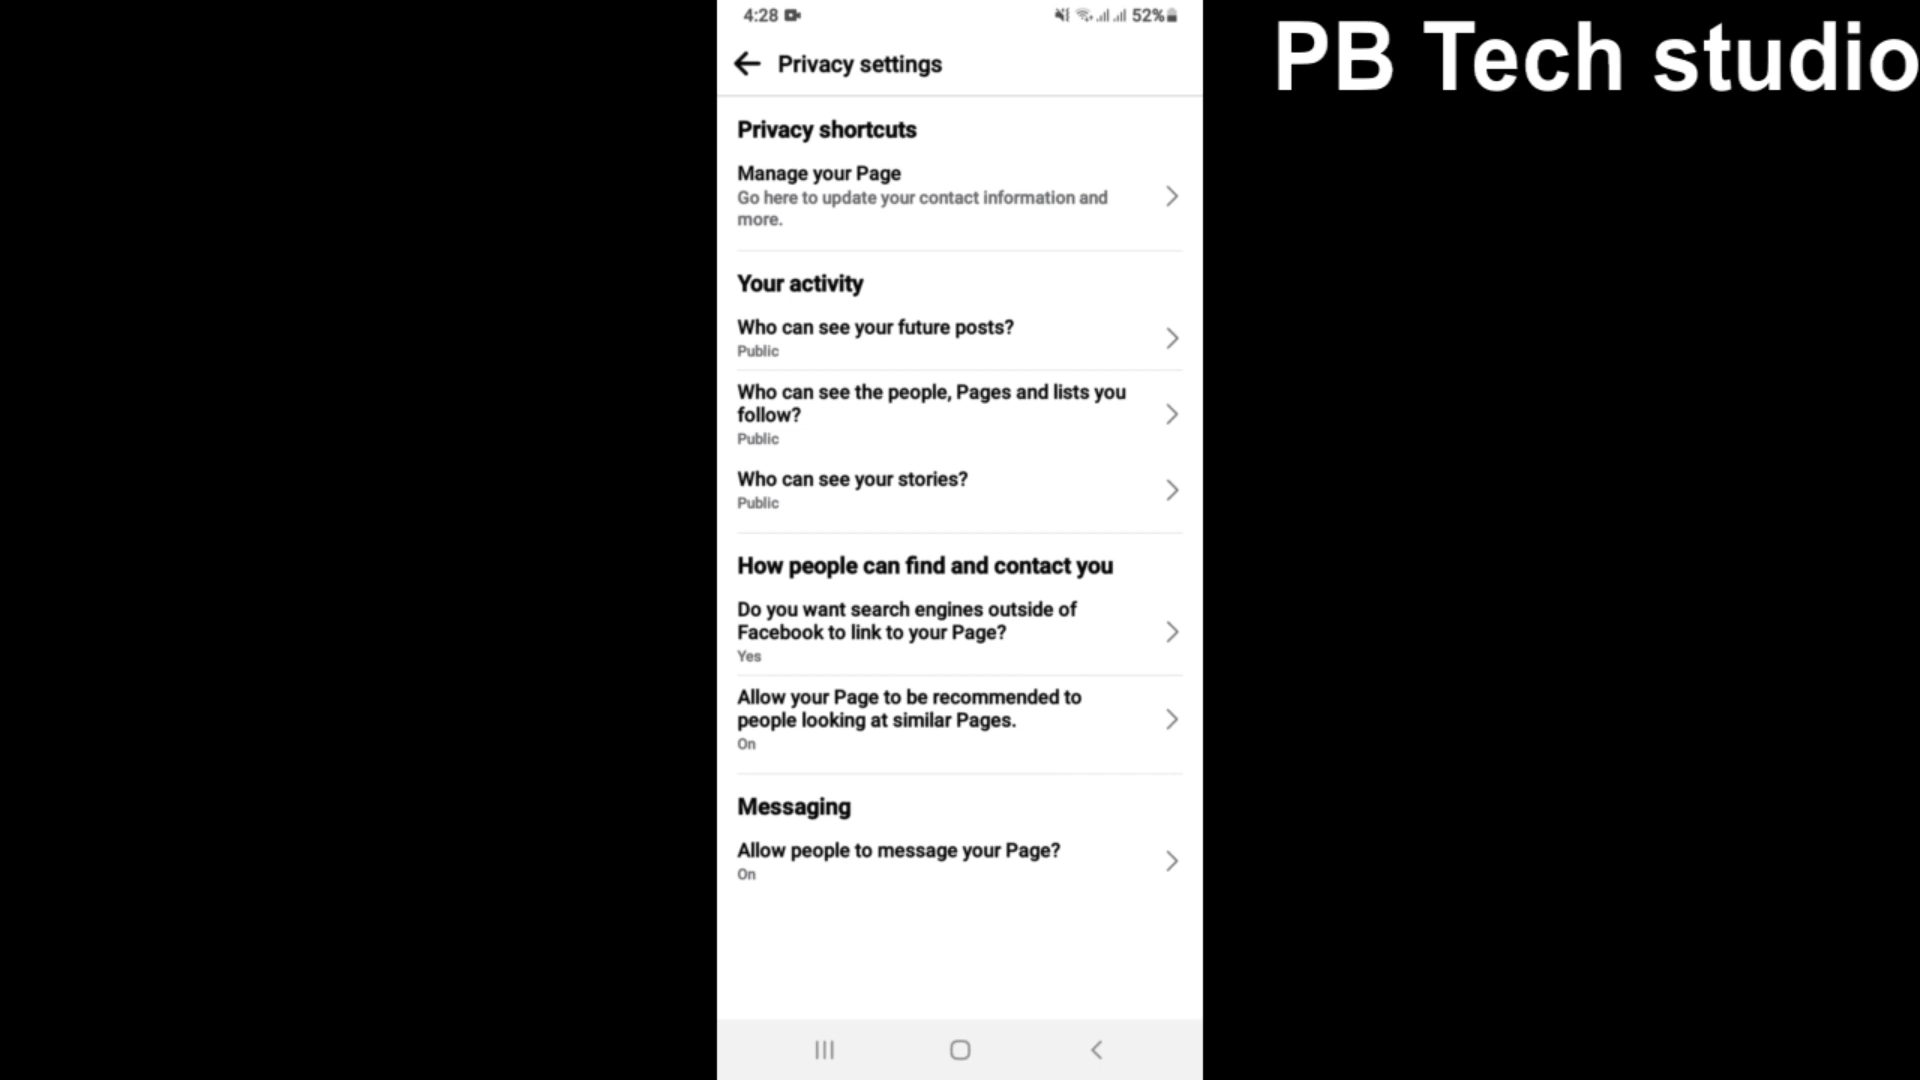 4:28
52%
PB Tech studio
Privacy settings
Privacy shortcuts
Manage your Page
Go here to update your contact information and
more.
Your activity
Who can see your future posts?
Public
Who can see the people, Pages and lists you
follow?
Public
Who can see your stories?
Public
How people can find and contact you
Do you want search engines outside of
Facebook to link to your Page?
Yes
Allow your Page to be recommended to
people looking at similar Pages.
On
Messaging
Allow people to message your Page?
On